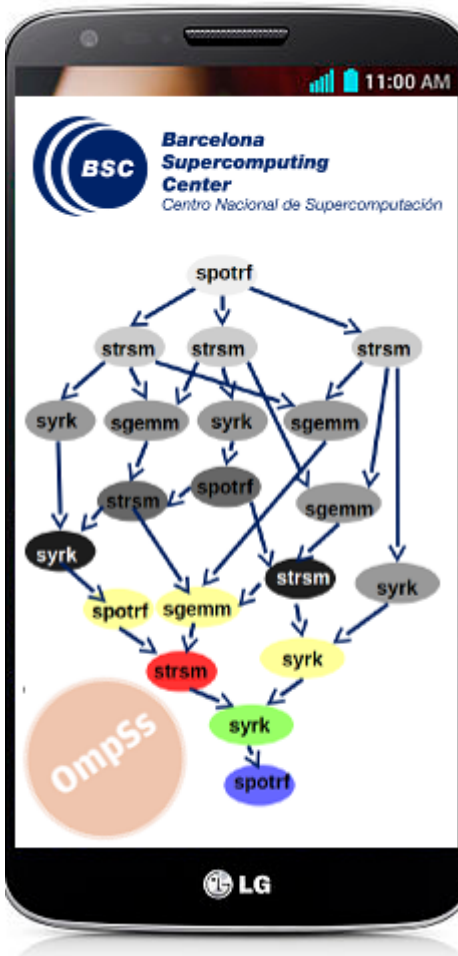 11:00 AM
BSC
Barcelona
Supercomputing
Center
Centro Nacional de Supercomputación
spotrf
strsm strsm strsm
syrk sgemm syrk sgemm
strsm spotrf sgemm
syrk strsm syrk
spotrf sgemm
syrk
strsm
syrk
OmpSs
spotrf
LG